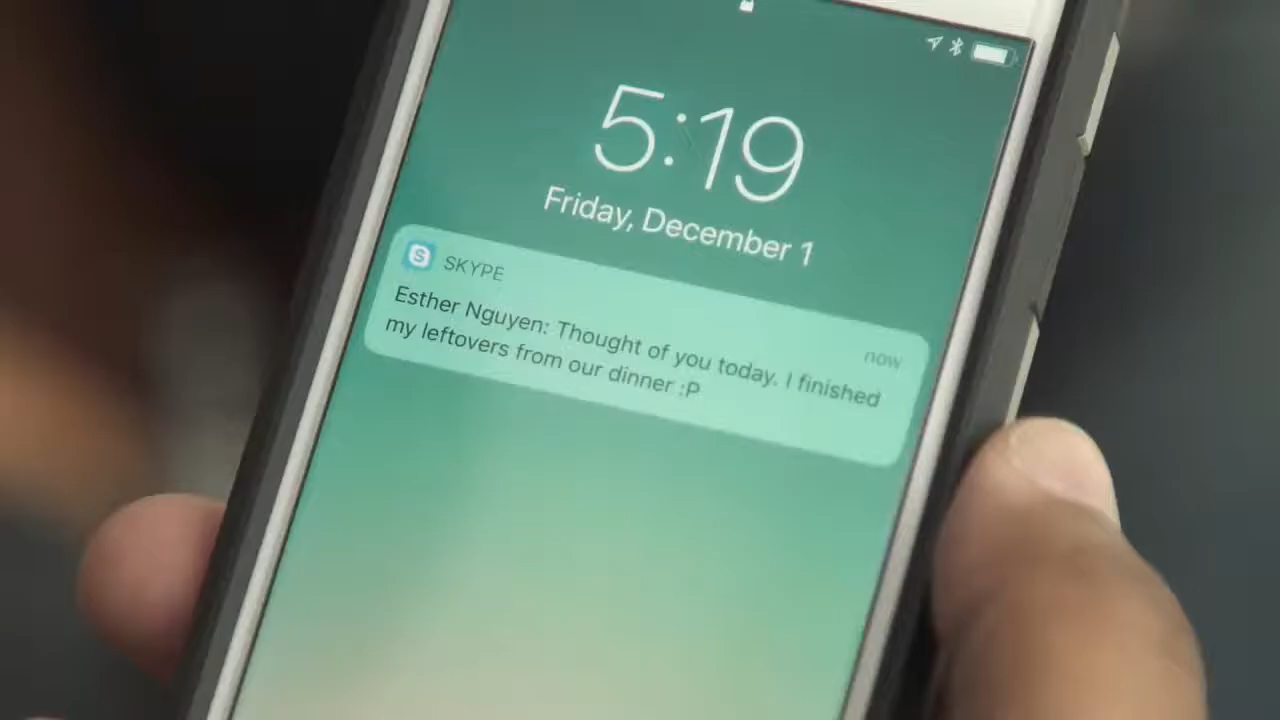 5:19
Friday, December 1
S SKYPE
now
Esther Nguyen: Thought of you today. I finished
my leftovers from our dinner :P